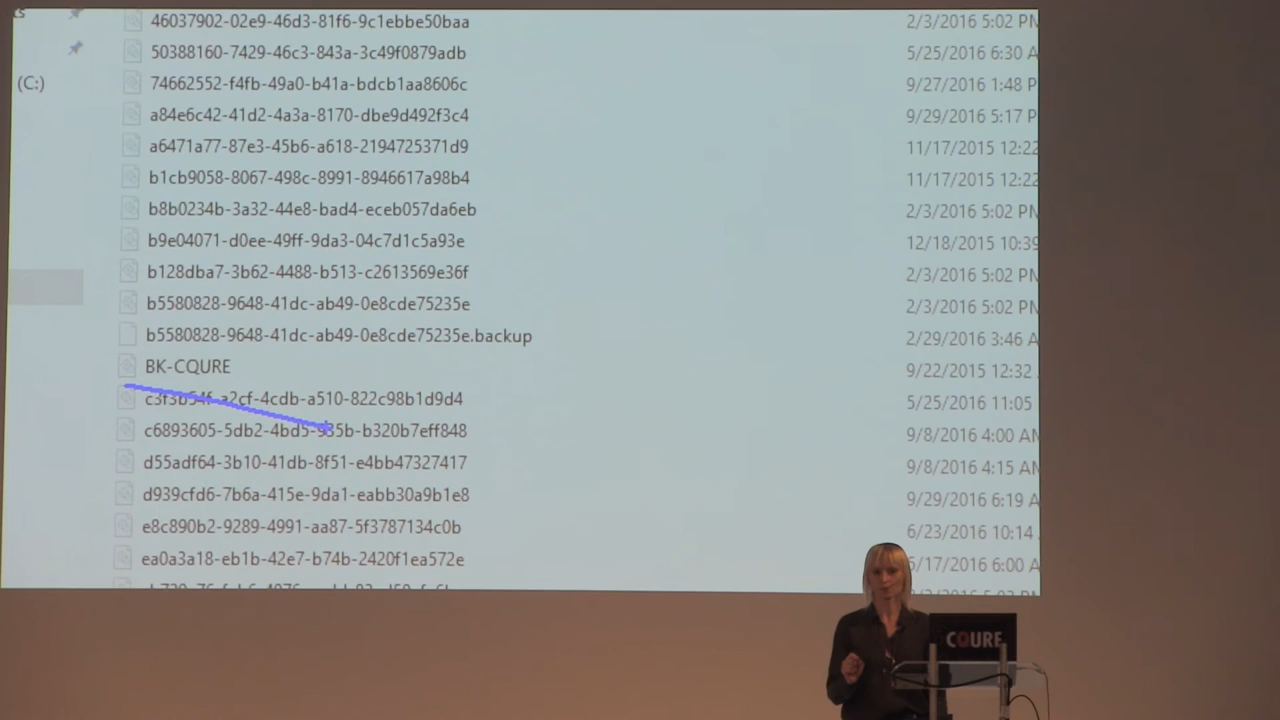 46037902-02e9-46d3-81f6-9c1ebbe50baa 2/3/2016 5:02 PM
50388160-7429-46c3-843a-3c49f0879adb 5/25/2016 6:30 A
(C:) 74662552-f4fb-49a0-b41a-bdcb1aa8606c 9/27/2016 1:48 P
a84e6c42-41d2-4a3a-8170-dbe9d492f3c4 9/29/2016 5:17 P
a6471a77-87e3-45b6-a618-2194725371d9 11/17/2015 12:22
b1cb9058-8067-498c-8991-8946617a98b4 11/17/2015 12:22
b8b0234b-3a32-44e8-bad4-eceb057da6eb 2/3/2016 5:02 PM
b9e04071-d0ee-49ff-9da3-04c7d1c5a93e 12/18/2015 10:39
b128dba7-3b62-4488-b513-c2613569e36f 2/3/2016 5:02 PM
b5580828-9648-41dc-ab49-0e8cde75235e 2/3/2016 5:02 PM
b5580828-9648-41dc-ab49-0e8cde75235e.backup 2/29/2016 3:46 A
BK-CQURE 9/22/2015 12:32
c3f3b54f-a2cf-4cdb-a510-822c98b1d9d4 5/25/2016 11:05
c6893605-5db2-4bd5-935b-b320b7eff848 9/8/2016 4:00 AM
d55adf64-3b10-41db-8f51-e4bb47327417 9/8/2016 4:15 AM
d939cfd6-7b6a-415e-9da1-eabb30a9b1e8 9/29/2016 6:19 A
e8c890b2-9289-4991-aa87-5f3787134c0b 6/23/2016 10:14
ea0a3a18-eb1b-42e7-b74b-2420f1ea572e 5/17/2016 6:00 A
CQURE